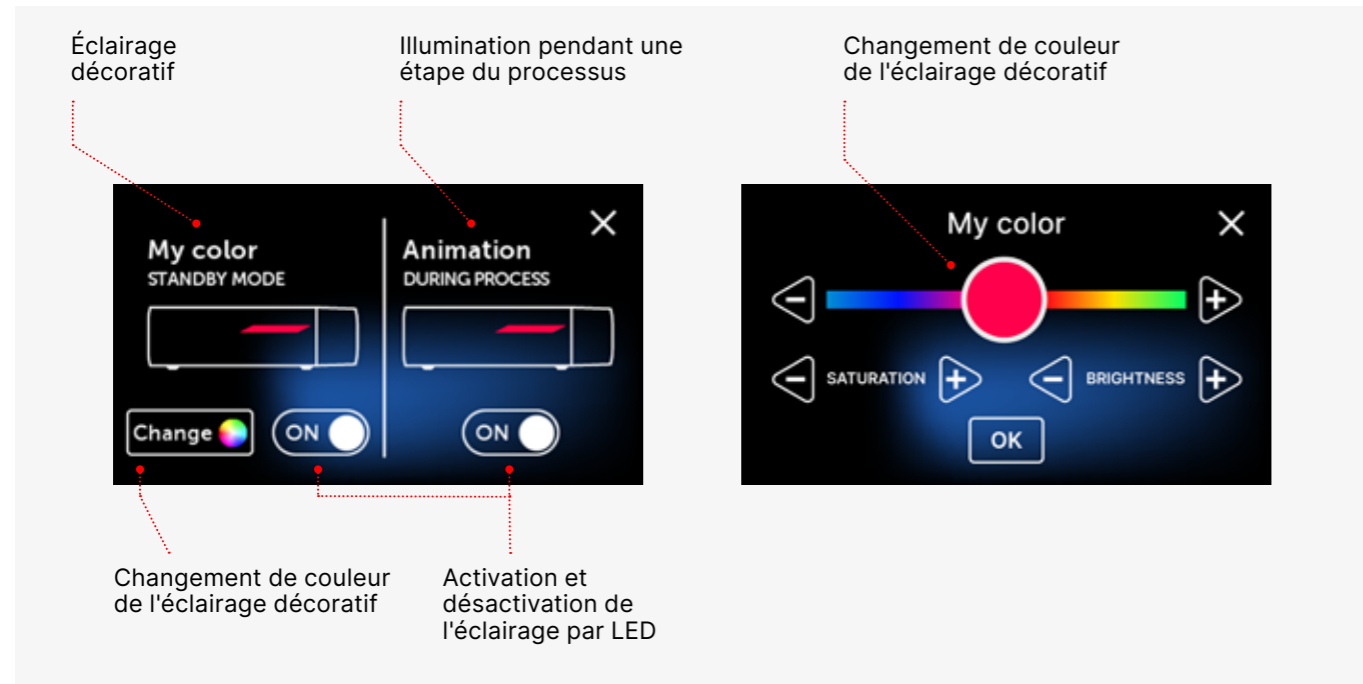 Éclairage
décoratif
Illumination pendant une
étape du processus
Changement de couleur
de l'éclairage décoratif
My color
STANDBY MODE
Animation
DURING PROCESS
Change
ON
ON
My color
SATURATION
BRIGHTNESS
OK
Changement de couleur
de l'éclairage décoratif
Activation et
désactivation de
l'éclairage par LED